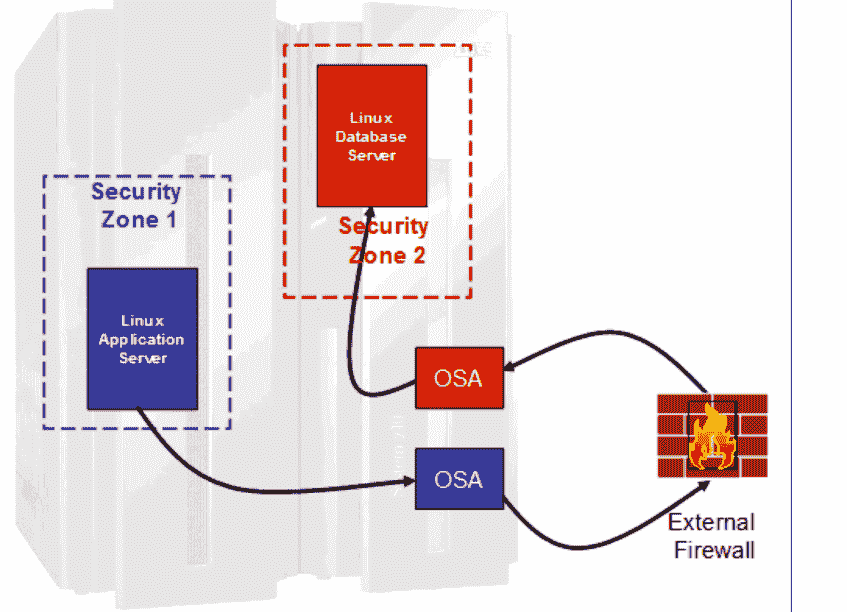 Linux
Database
Server
Security
Zone 2
Security
Zone 1
Linux
Application
Server
OSA
OSA
External
Firewall